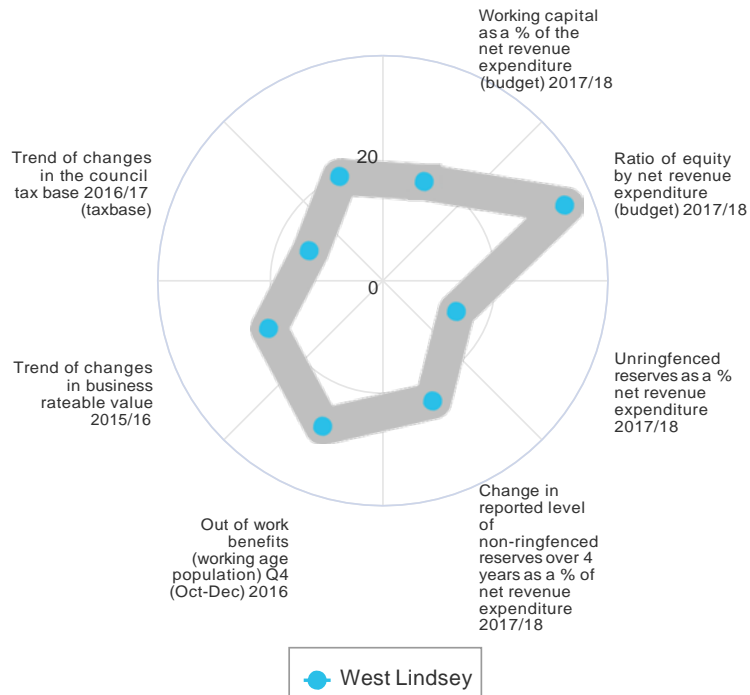 Working capital
as a % of the
net revenue
expenditure
(budget) 2017/18
20
Trend of changes
in the council
tax base 2016/17
(taxbase)
Ratio of equity
by net revenue
expenditure
(budget) 2017/18
0
Trend of changes
in business
rateable value
2015/16
Unringfenced
reserves as a %
net revenue
expenditure
2017/18
Out of work
benefits
(working age
population) Q4
(Oct-Dec) 2016
Change in
reported level
of
non-ringfenced
reserves over 4
years as a % of
net revenue
expenditure
2017/18
West Lindsey